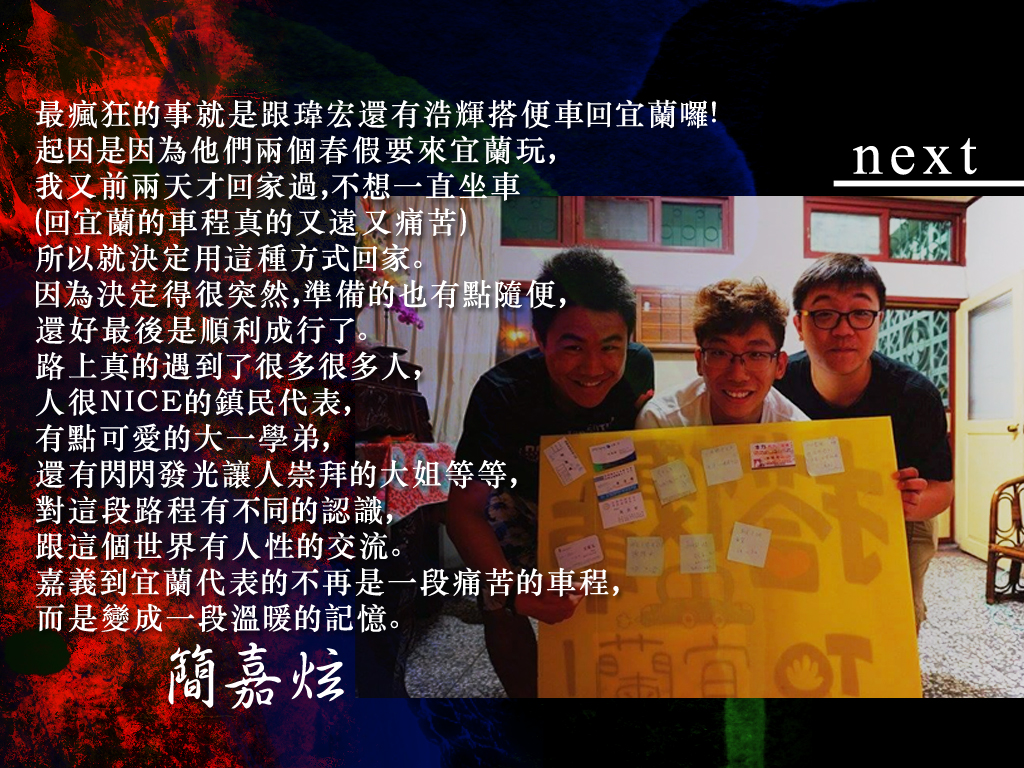 最瘋狂的事就是跟瑋宏還有浩輝搭便車回宜蘭囉!
起因是因為他們兩個春假要來宜蘭玩，
我又前兩天才回家過,不想一直坐車
(回宜蘭的車程真的又遠又痛苦)
所以就決定用這種方式回家。
因為決定得很突然,準備的也有點隨便，
還好最後是順利成行了。
路上真的遇到了很多很多人，
人很NICE的鎮民代表，
有點可愛的大一學弟，
還有閃閃發光讓人崇拜的大姐等等，
對這段路程有不同的認識，
跟這個世界有人性的交流。
嘉義到宜蘭代表的不再是一段痛苦的車程，
而是變成一段溫暖的記憶。
簡嘉炫
next
搭
TO
宜蘭!